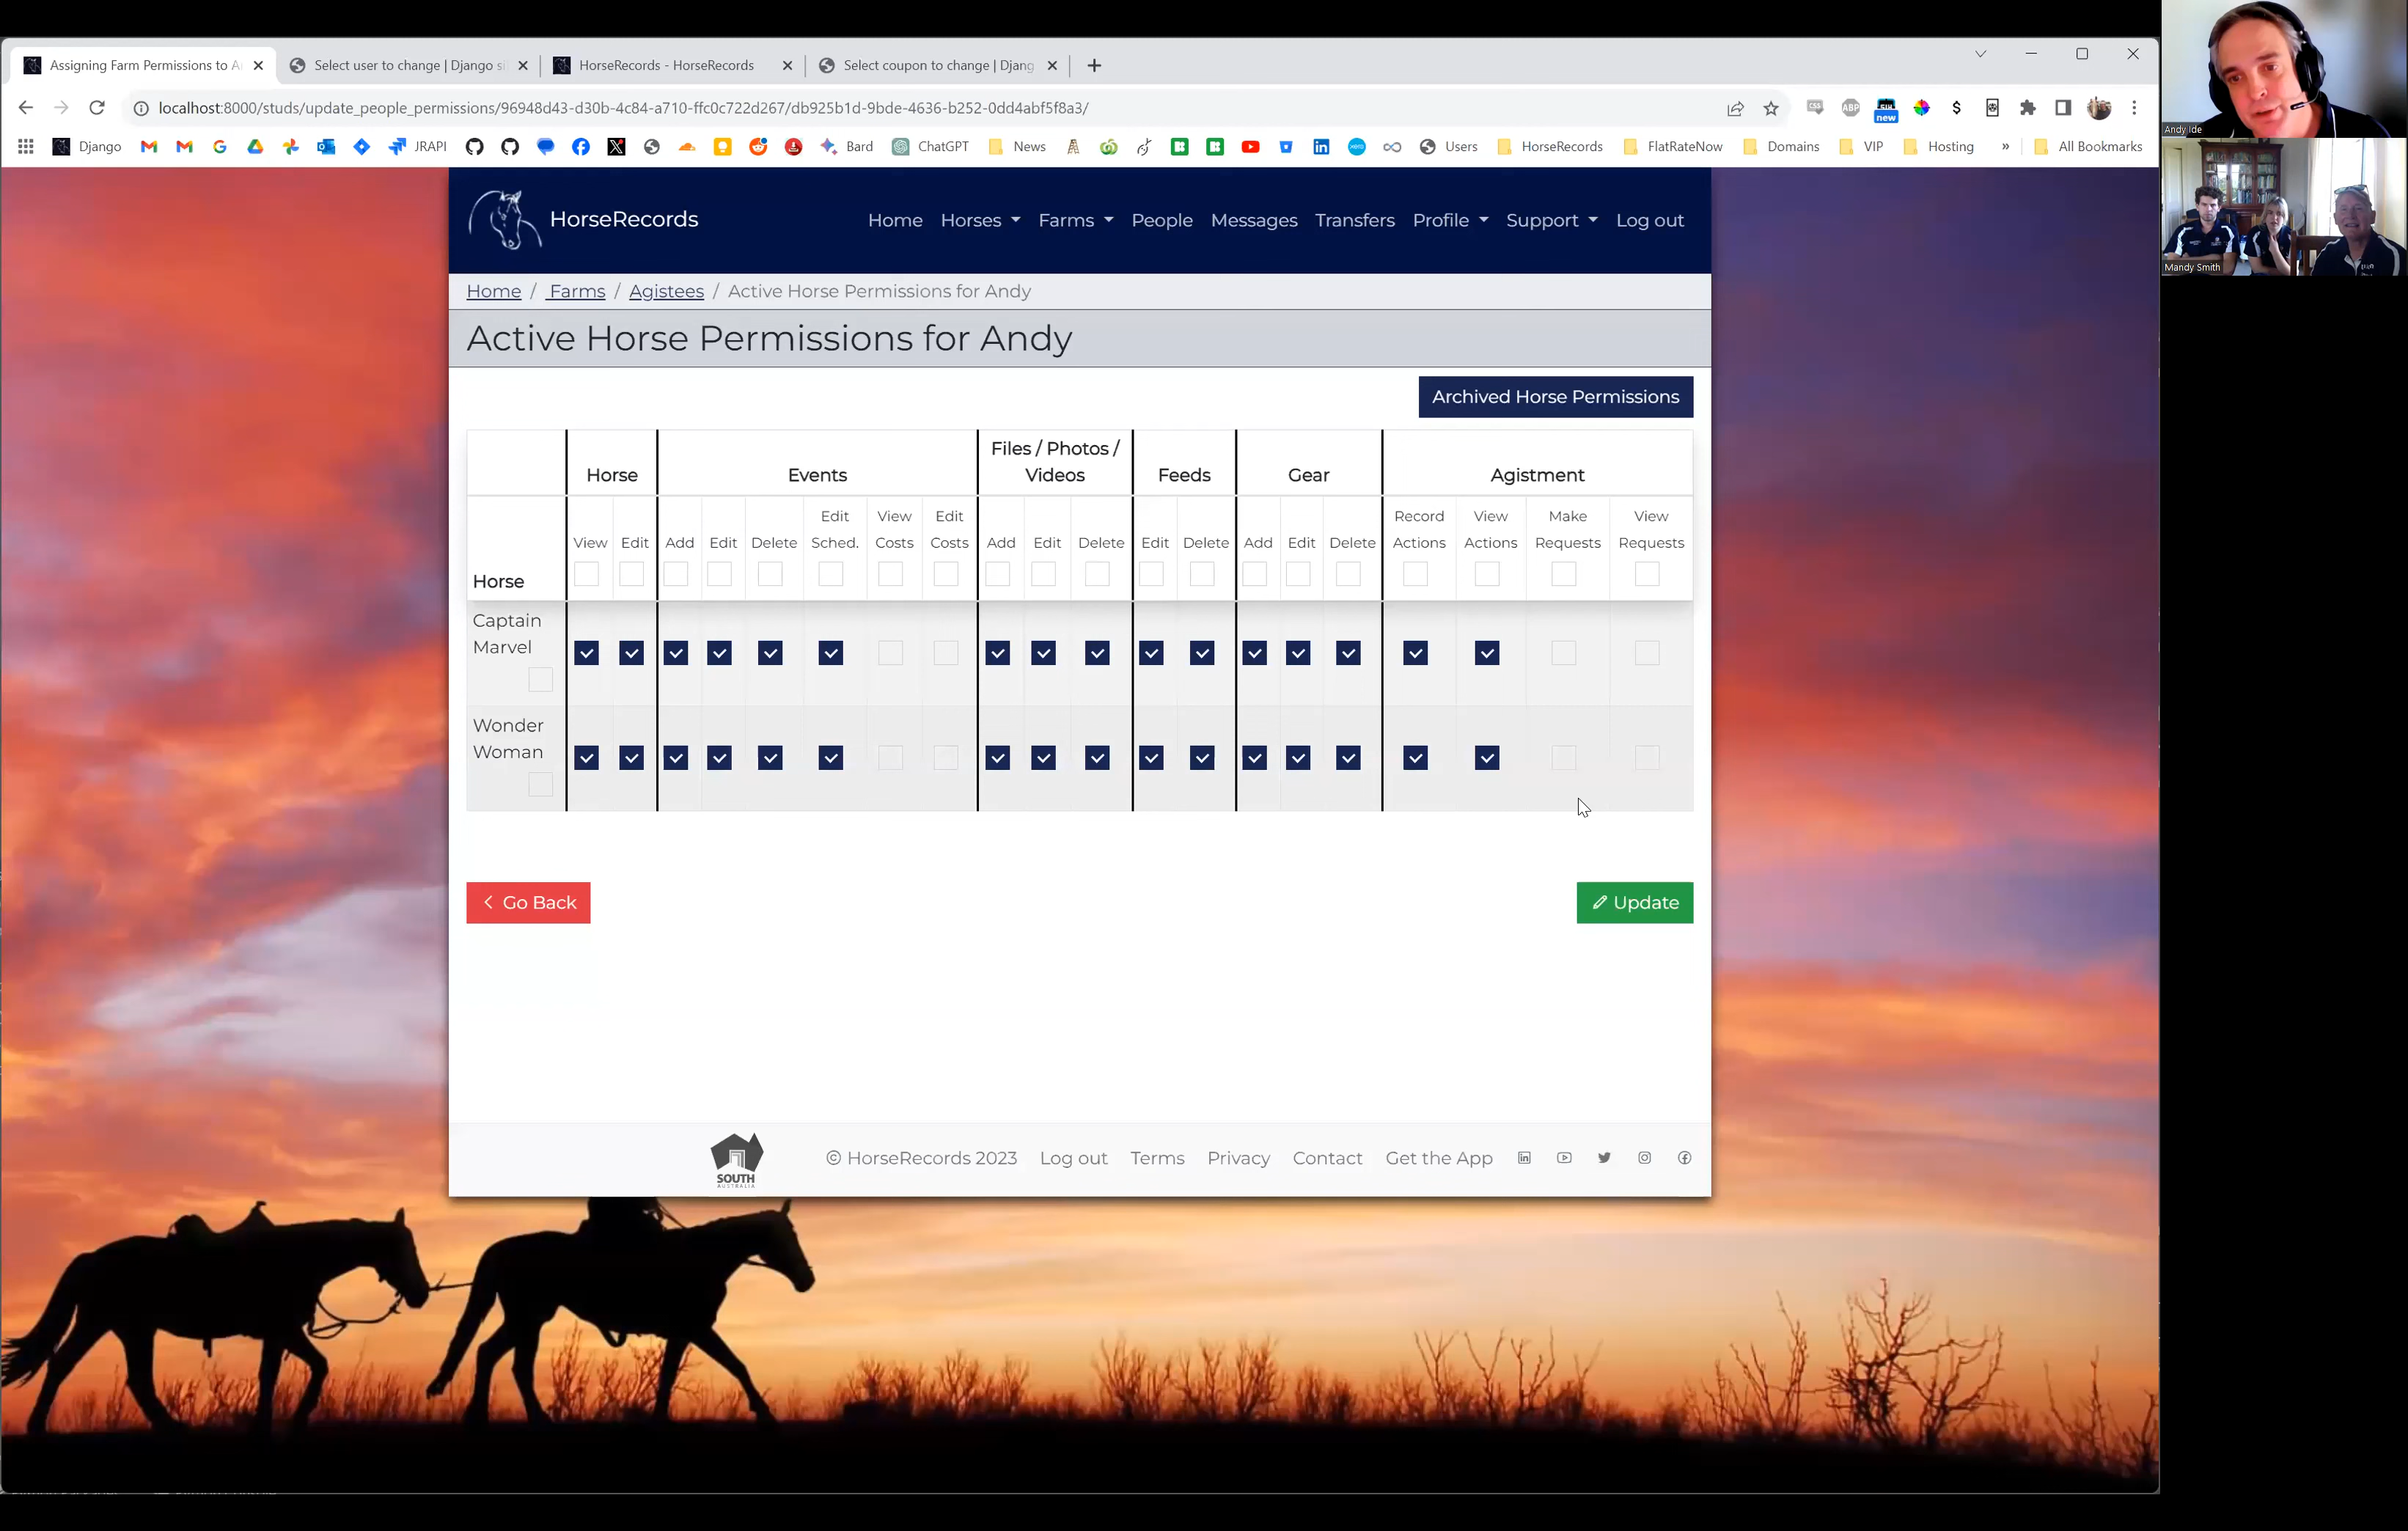 Assigning Farm Permissions to A
Select user to change | Django si
HorseRecords - HorseRecords
Select coupon to change | Djang
localhost:8000/studs/update_people_permissions/96948d43-d30b-4c84-a710-ffc0c722d267/db925b1d-9bde-4636-b252-0dd4abf5f8a3/
CSS ABP new $
Django JRAPI Bard ChatGPT News Users HorseRecords FlatRateNow Domains VIP Hosting » All Bookmarks
Andy Ide
Mandy Smith
HorseRecords
Home Horses Farms People Messages Transfers Profile Support Log out
Home / Farms / Agistees / Active Horse Permissions for Andy
Active Horse Permissions for Andy
Archived Horse Permissions
Files / Photos /
Horse Events Videos Feeds Gear Agistment
Edit View Edit Record View Make View
View Edit Add Edit Delete Sched. Costs Costs Add Edit Delete Edit Delete Add Edit Delete Actions Actions Requests Requests
Horse
Captain
Marvel
Wonder
Woman
Go Back
Update
SOUTH
AUSTRALIA
© HorseRecords 2023 Log out Terms Privacy Contact Get the App